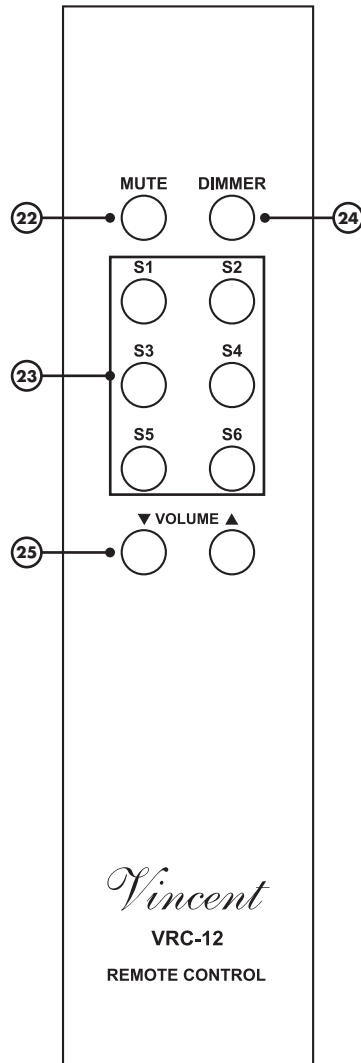 MUTE DIMMER
22 24
S1 S2
S3 S4
23
S5 S6
▼ VOLUME ▲
25
Vincent
VRC-12
REMOTE CONTROL